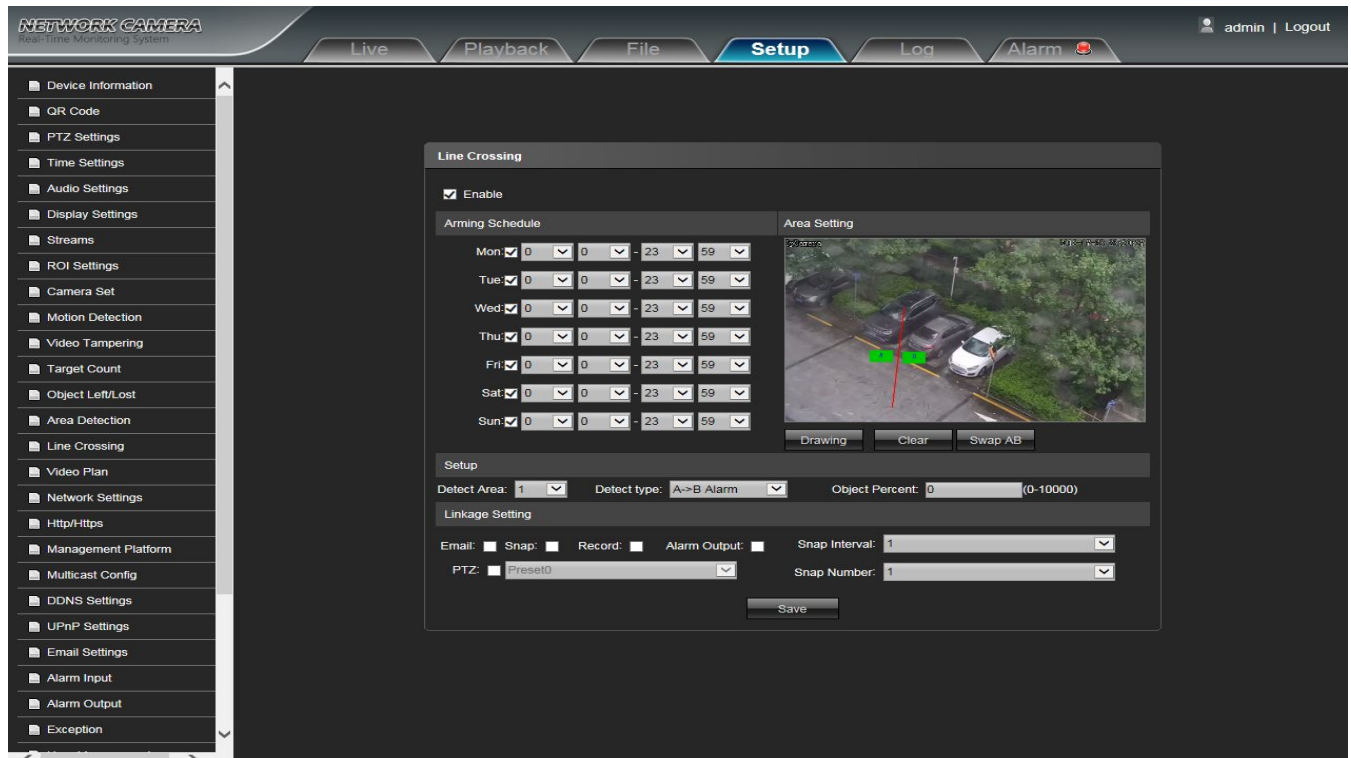 NETWORK CAMERA
Real-Time Monitoring System
admin | Logout
Live Playback File Setup Log Alarm
Device Information
QR Code
PTZ Settings
Time Settings
Audio Settings
Display Settings
Streams
ROI Settings
Camera Set
Motion Detection
Video Tampering
Target Count
Object Left/Lost
Area Detection
Line Crossing
Video Plan
Network Settings
Http/Https
Management Platform
Multicast Config
DDNS Settings
UPnP Settings
Email Settings
Alarm Input
Alarm Output
Exception
Line Crossing
Enable
Arming Schedule
Mon: 0 0 - 23 59
Tue: 0 0 - 23 59
Wed: 0 0 - 23 59
Thu: 0 0 - 23 59
Fri: 0 0 - 23 59
Sat: 0 0 - 23 59
Sun: 0 0 - 23 59
Area Setting
A B
Drawing Clear Swap AB
Setup
Detect Area: 1 Detect type: A->B Alarm Object Percent: 0 (0-10000)
Linkage Setting
Email: Snap: Record: Alarm Output: Snap Interval: 1
PTZ: Preset0 Snap Number: 1
Save